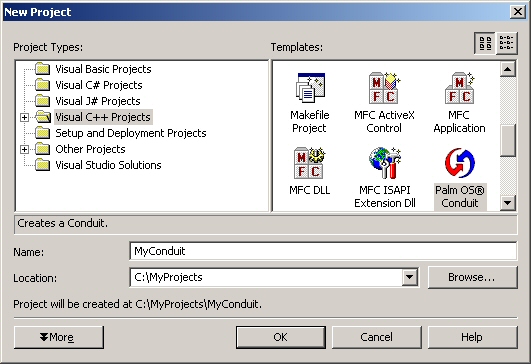 New Project
Project Types:
Templates:
Visual Basic Projects
Visual C# Projects
Visual J# Projects
Visual C++ Projects
Setup and Deployment Projects
Other Projects
Visual Studio Solutions
Makefile
Project
MFC ActiveX
Control
MFC
Application
MFC DLL
MFC ISAPI
Extension Dll
Palm OS®
Conduit
Creates a Conduit.
Name:
MyConduit
Location:
C:\MyProjects
Browse...
Project will be created at C:\MyProjects\MyConduit.
More
OK
Cancel
Help